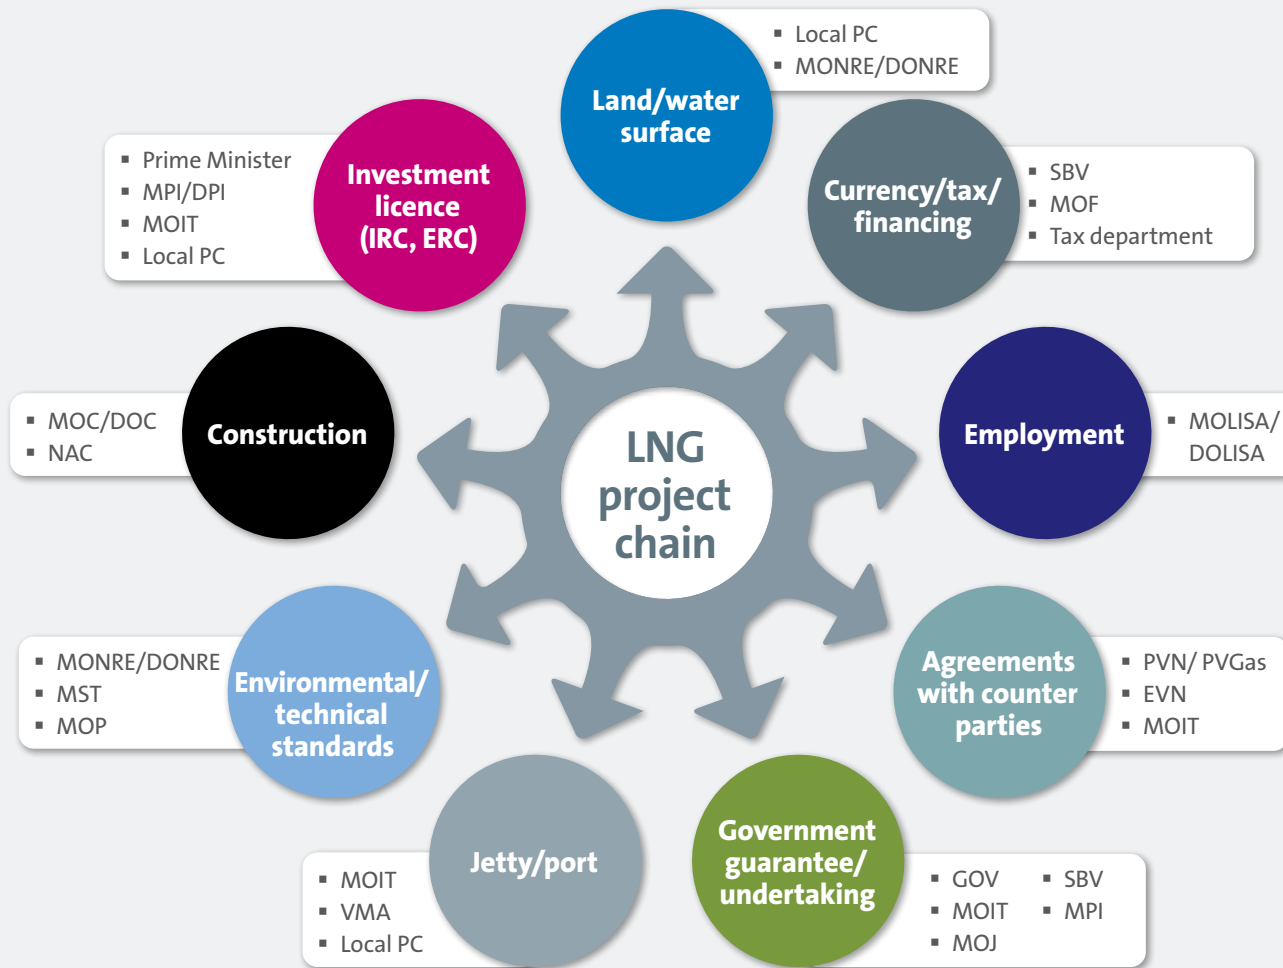 Land/water
surface
▪ Local PC
▪ MONRE/DONRE
Currency/tax/
financing
▪ SBV
▪ MOF
▪ Tax department
Employment
▪ MOLISA/
DOLISA
Agreements
with counter
parties
▪ PVN/ PVGas
▪ EVN
▪ MOIT
Government
guarantee/
undertaking
▪ GOV
▪ MOIT
▪ MOJ
▪ SBV
▪ MPI
Jetty/port
▪ MOIT
▪ VMA
▪ Local PC
Environmental/
technical
standards
▪ MONRE/DONRE
▪ MST
▪ MOP
Construction
▪ MOC/DOC
▪ NAC
Investment
licence
(IRC, ERC)
▪ Prime Minister
▪ MPI/DPI
▪ MOIT
▪ Local PC
LNG
project
chain